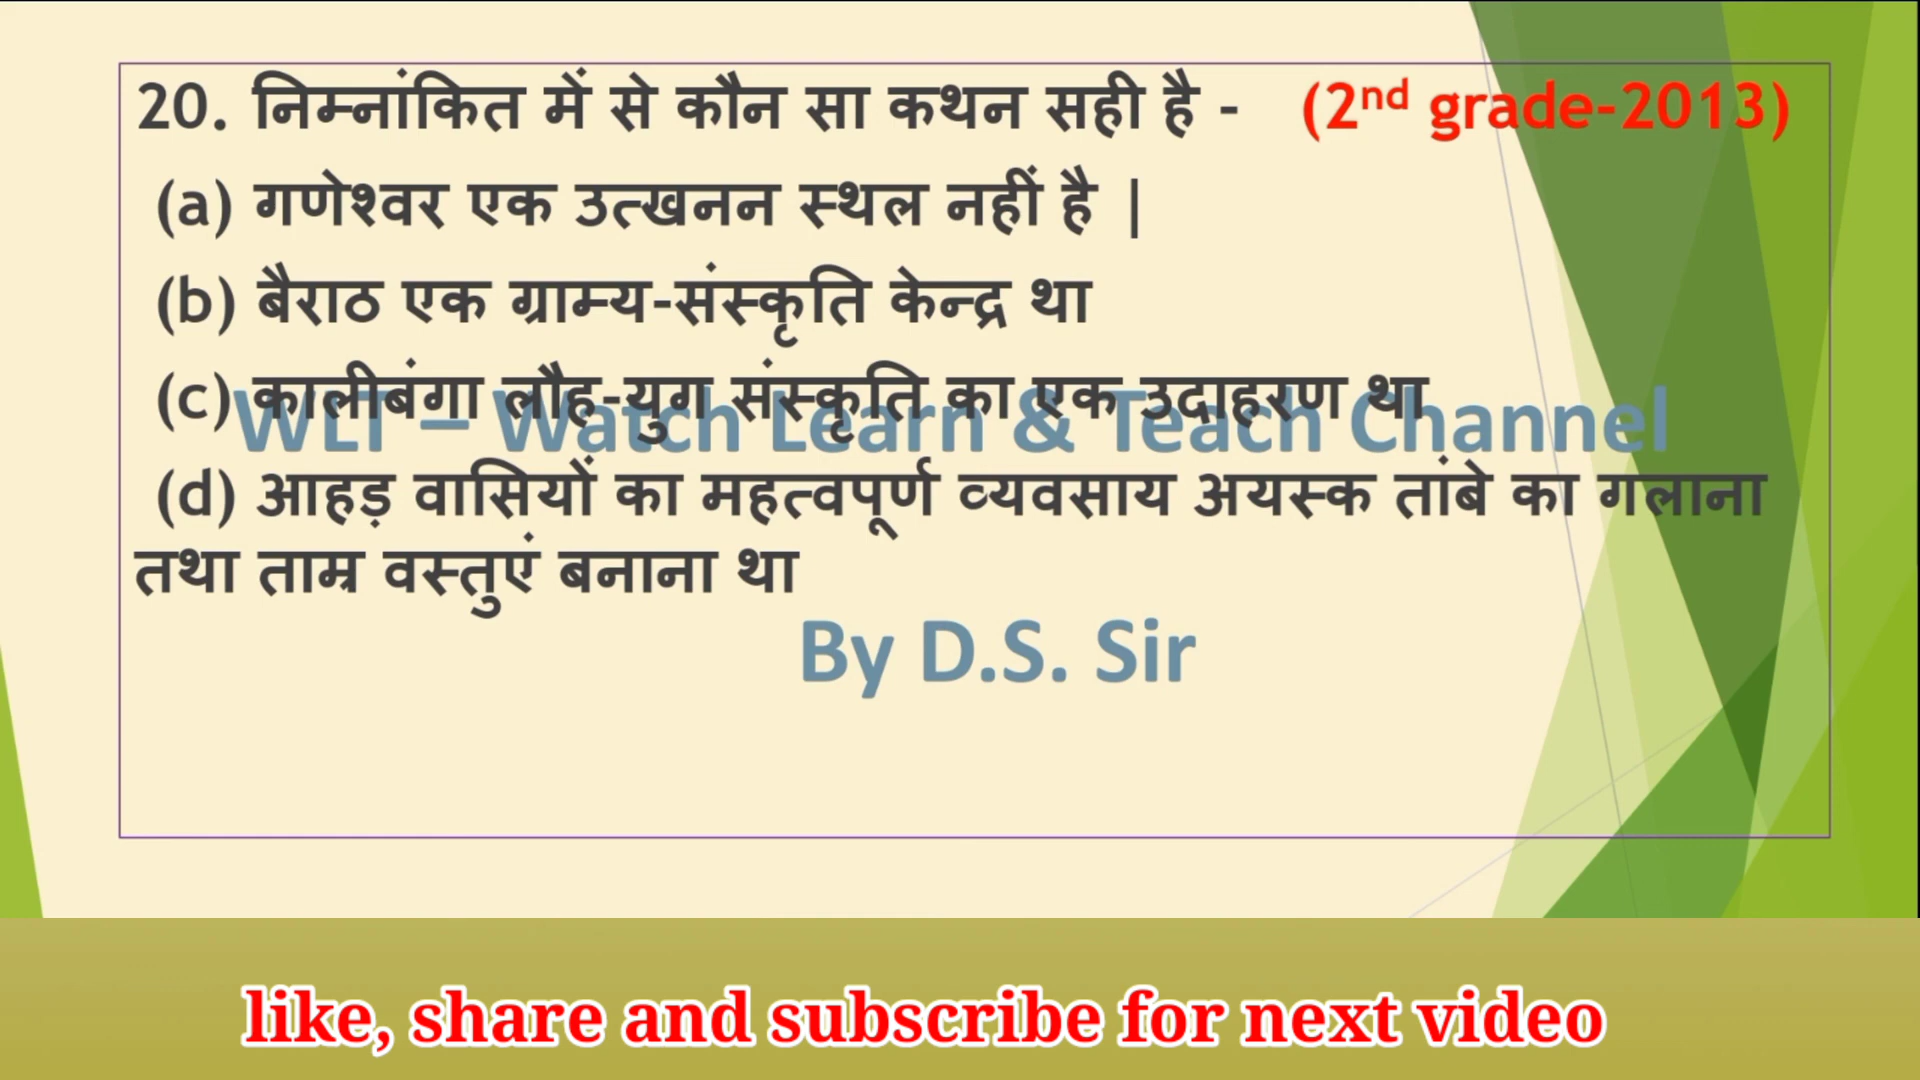 20. निम्नांकित में से कौन सा कथन सही है - (2nd grade-2013)
(a) गणेश्वर एक उत्खनन स्थल नहीं है |
(b) बैराठ एक ग्राम्य-संस्कृति केन्द्र था
(c) कालीबंगा लौह-युग संस्कृति का एक उदाहरण था
WLT – Watch Learn & Teach Channel
(d) आहड़ वासियों का महत्वपूर्ण व्यवसाय अयस्क तांबे का गलाना
तथा ताम्र वस्तुएं बनाना था
By D.S. Sir
like, share and subscribe for next video